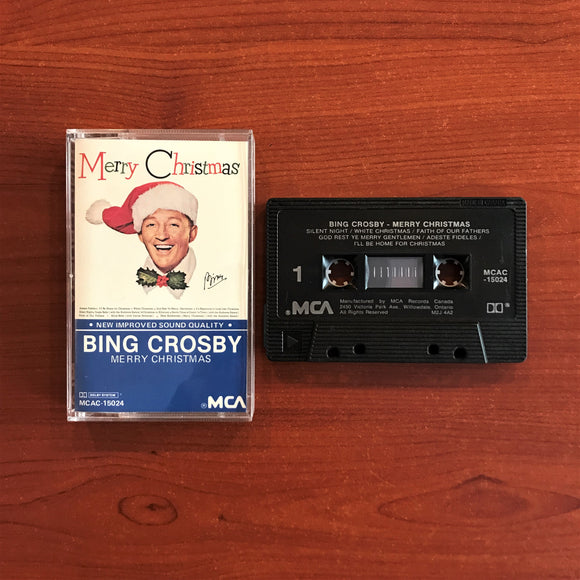 Merry Christmas
Bing
• NEW IMPROVED SOUND QUALITY •
BING CROSBY
MERRY CHRISTMAS
DOLBY SYSTEM
MCAC-15024
MCA
BING CROSBY - MERRY CHRISTMAS
SILENT NIGHT / WHITE CHRISTMAS / FAITH OF OUR FATHERS
GOD REST YE MERRY GENTLEMEN / ADESTE FIDELES /
I'LL BE HOME FOR CHRISTMAS
1
MCAC
-15024
MCA
Manufactured by MCA Records Canada
2450 Victoria Park Ave, Willowdale, Ontario
All Rights Reserved M2J 4A2